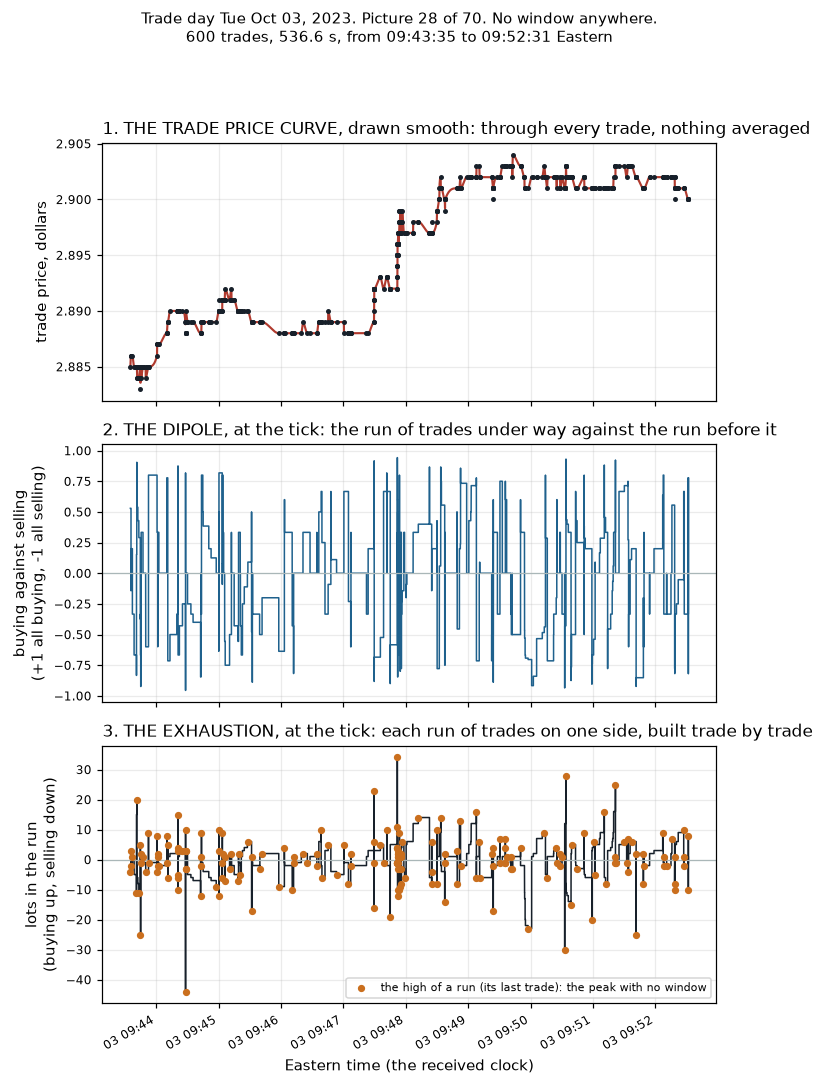 Trade day Tue Oct 03, 2023. Picture 28 of 70. No window anywhere.
600 trades, 536.6 s, from 09:43:35 to 09:52:31 Eastern
1. THE TRADE PRICE CURVE, drawn smooth: through every trade, nothing averaged
2.905
2.900
2.895
2.890
2.885
trade price, dollars
2. THE DIPOLE, at the tick: the run of trades under way against the run before it
1.00
0.75
0.50
0.25
0.00
−0.25
−0.50
−0.75
−1.00
buying against selling
(+1 all buying, -1 all selling)
3. THE EXHAUSTION, at the tick: each run of trades on one side, built trade by trade
30
20
10
0
−10
−20
−30
−40
lots in the run
(buying up, selling down)
the high of a run (its last trade): the peak with no window
03 09:44
03 09:45
03 09:46
03 09:47
03 09:48
03 09:49
03 09:50
03 09:51
03 09:52
Eastern time (the received clock)